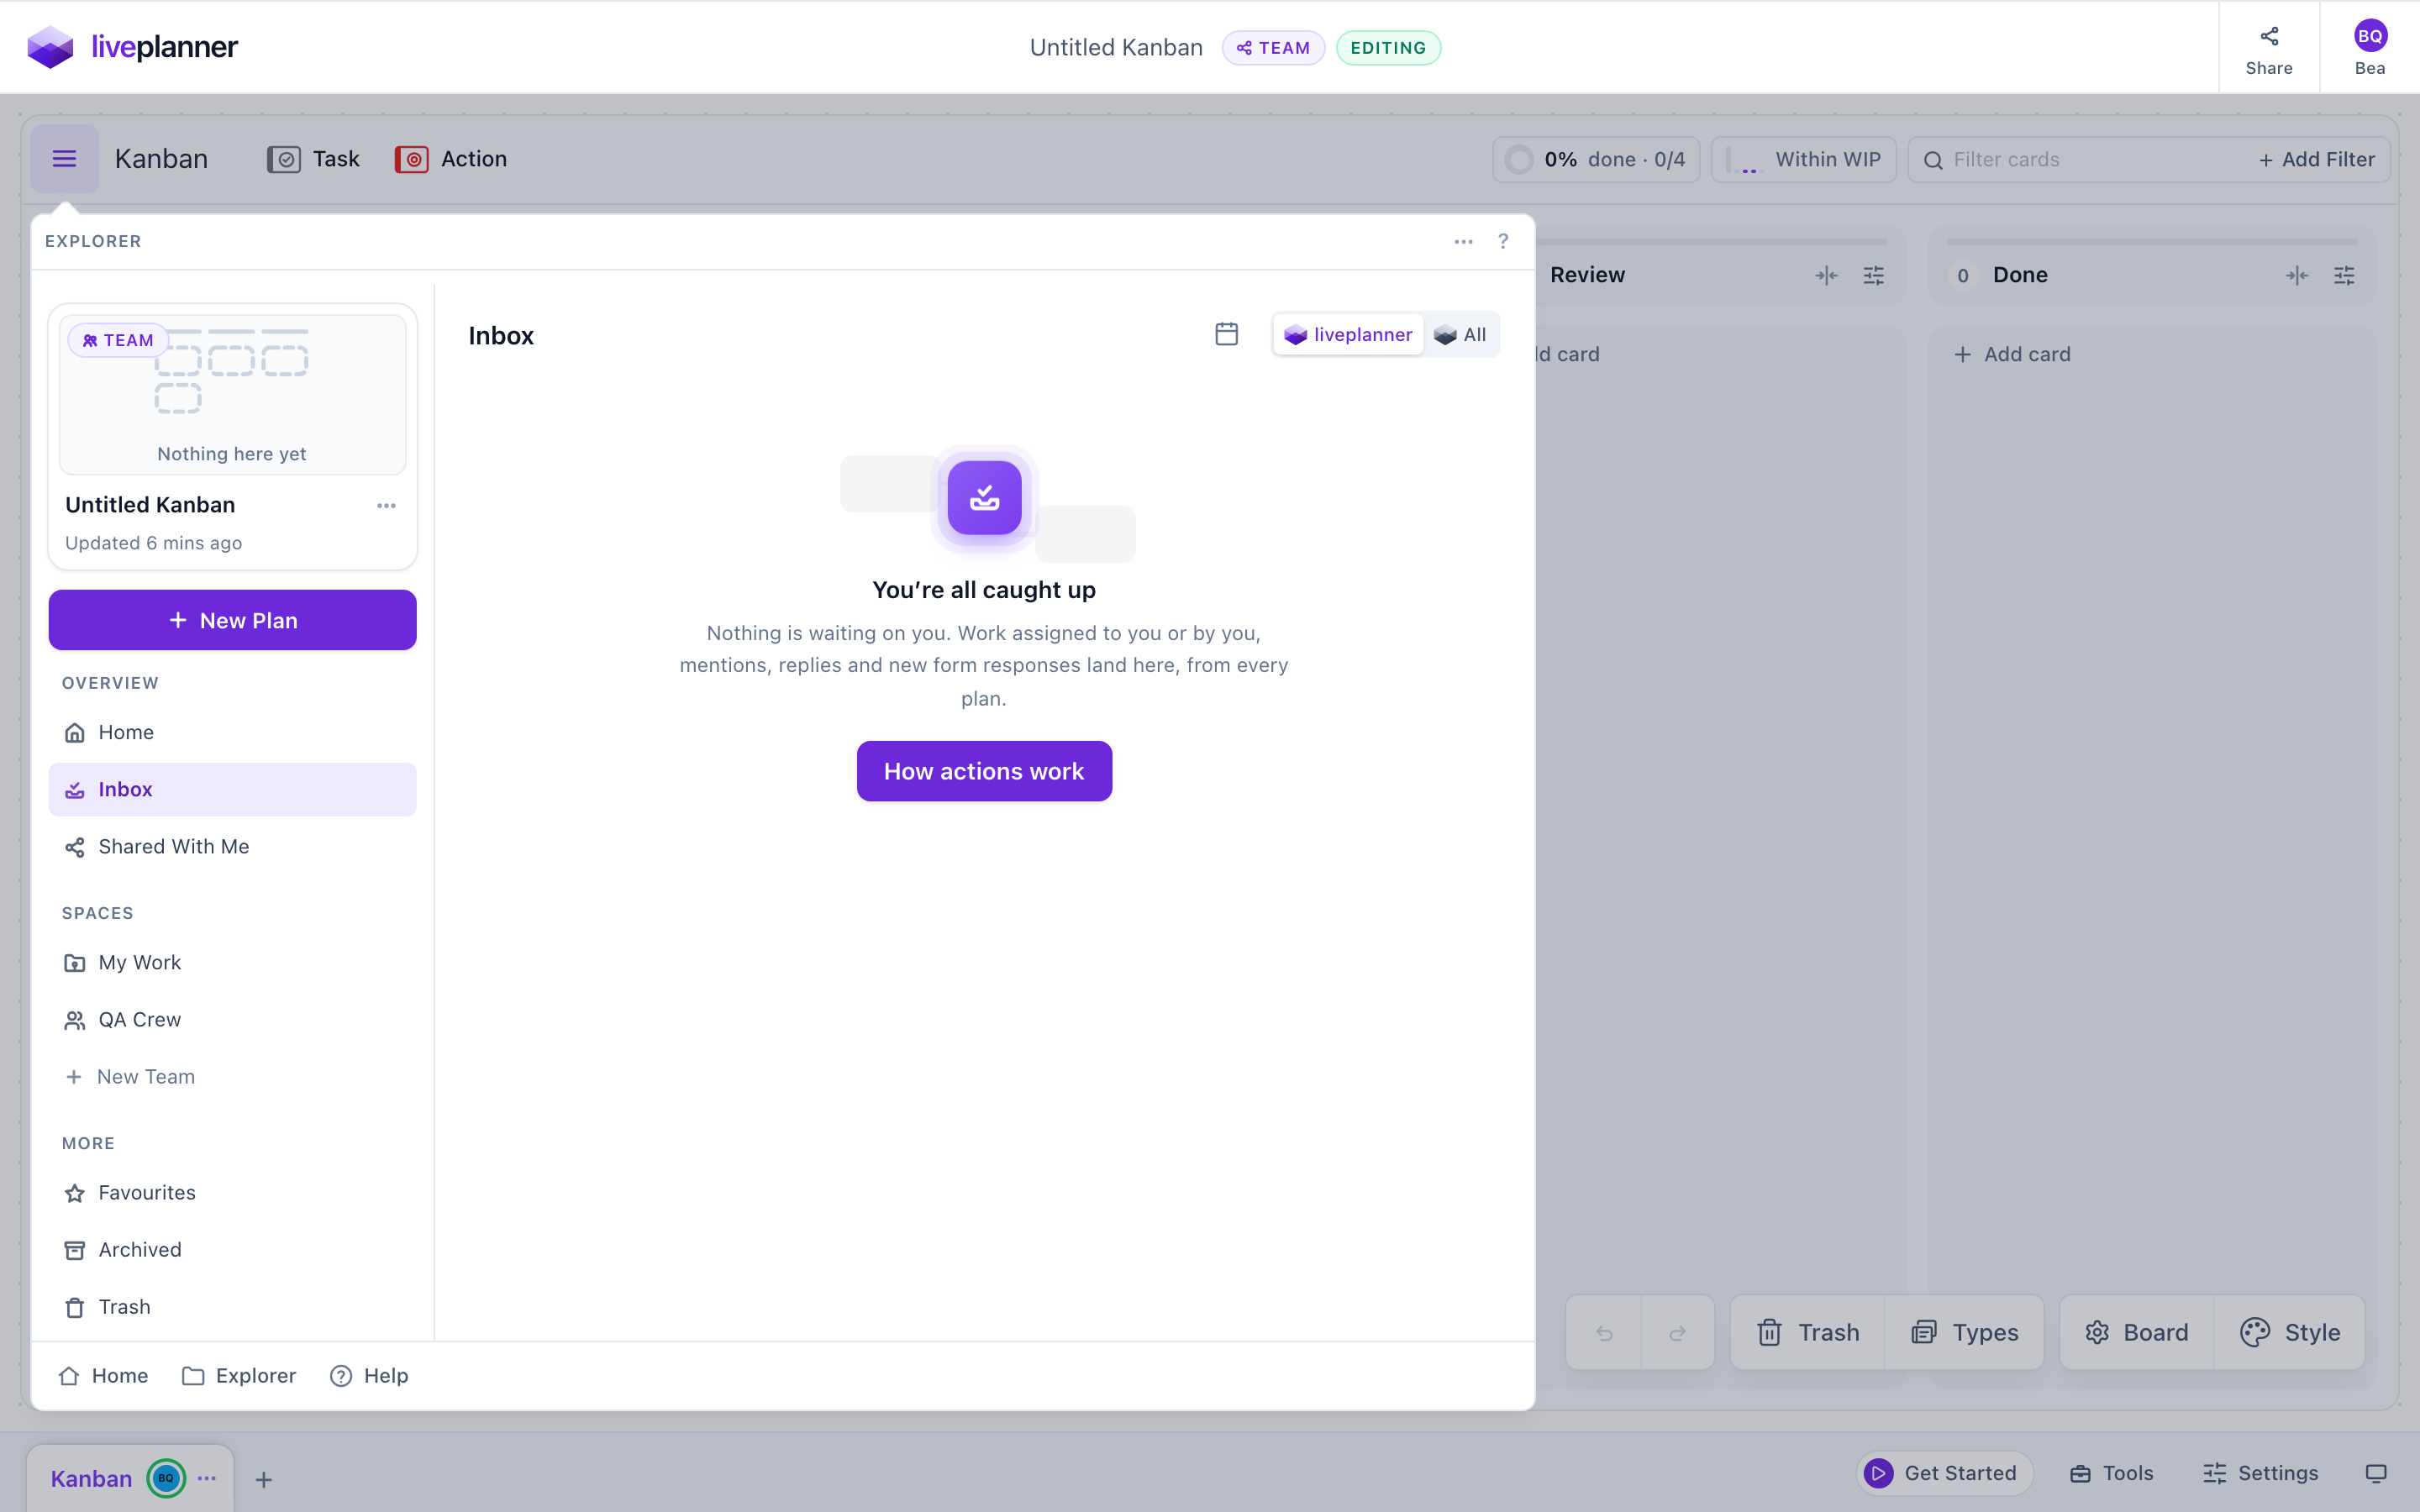 liveplanner
Untitled Kanban
TEAM
EDITING
Share
BQ
Bea
Kanban
Task
Action
0% done · 0/4
Within WIP
Filter cards
+ Add Filter
EXPLORER
?
TEAM
Nothing here yet
Untitled Kanban
Updated 6 mins ago
+ New Plan
OVERVIEW
Home
Inbox
Shared With Me
SPACES
My Work
QA Crew
+ New Team
MORE
Favourites
Archived
Trash
Inbox
liveplanner
All
You’re all caught up
Nothing is waiting on you. Work assigned to you or by you,
mentions, replies and new form responses land here, from every
plan.
How actions work
Home
Explorer
Help
Review
card
0 Done
+ Add card
Trash
Types
Board
Style
Kanban
BQ
+
Get Started
Tools
Settings